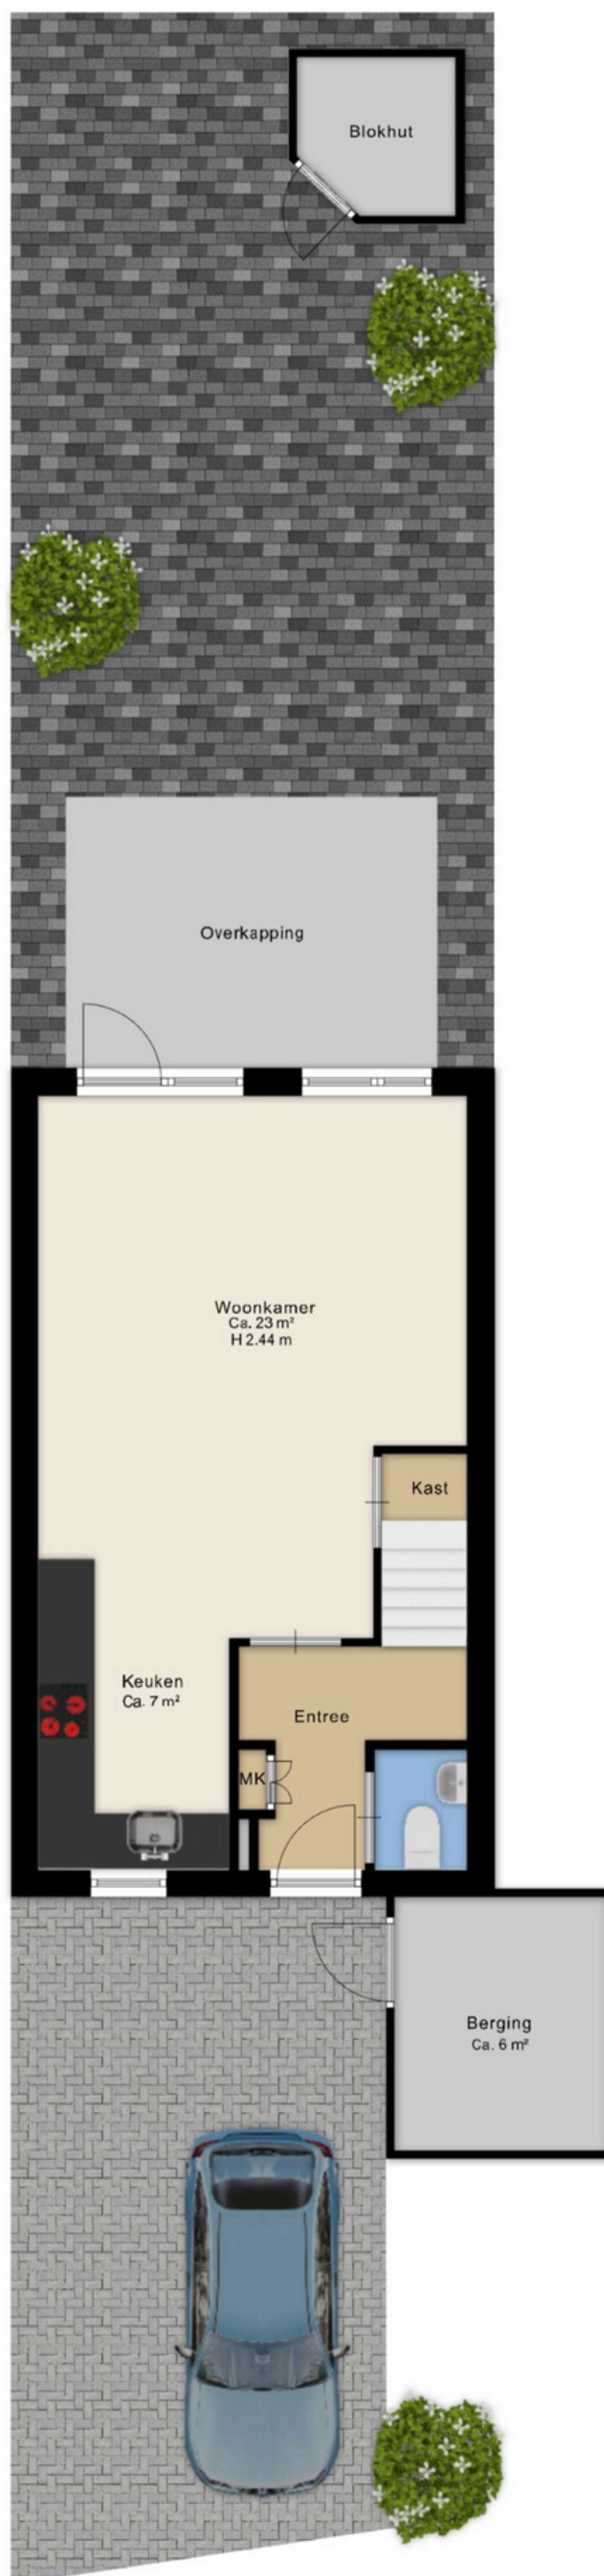 Blokhut
Overkapping
Woonkamer
Ca. 23 m²
H 2.44 m
Kast
Keuken
Ca. 7 m²
Entree
MK
Berging
Ca. 6 m²